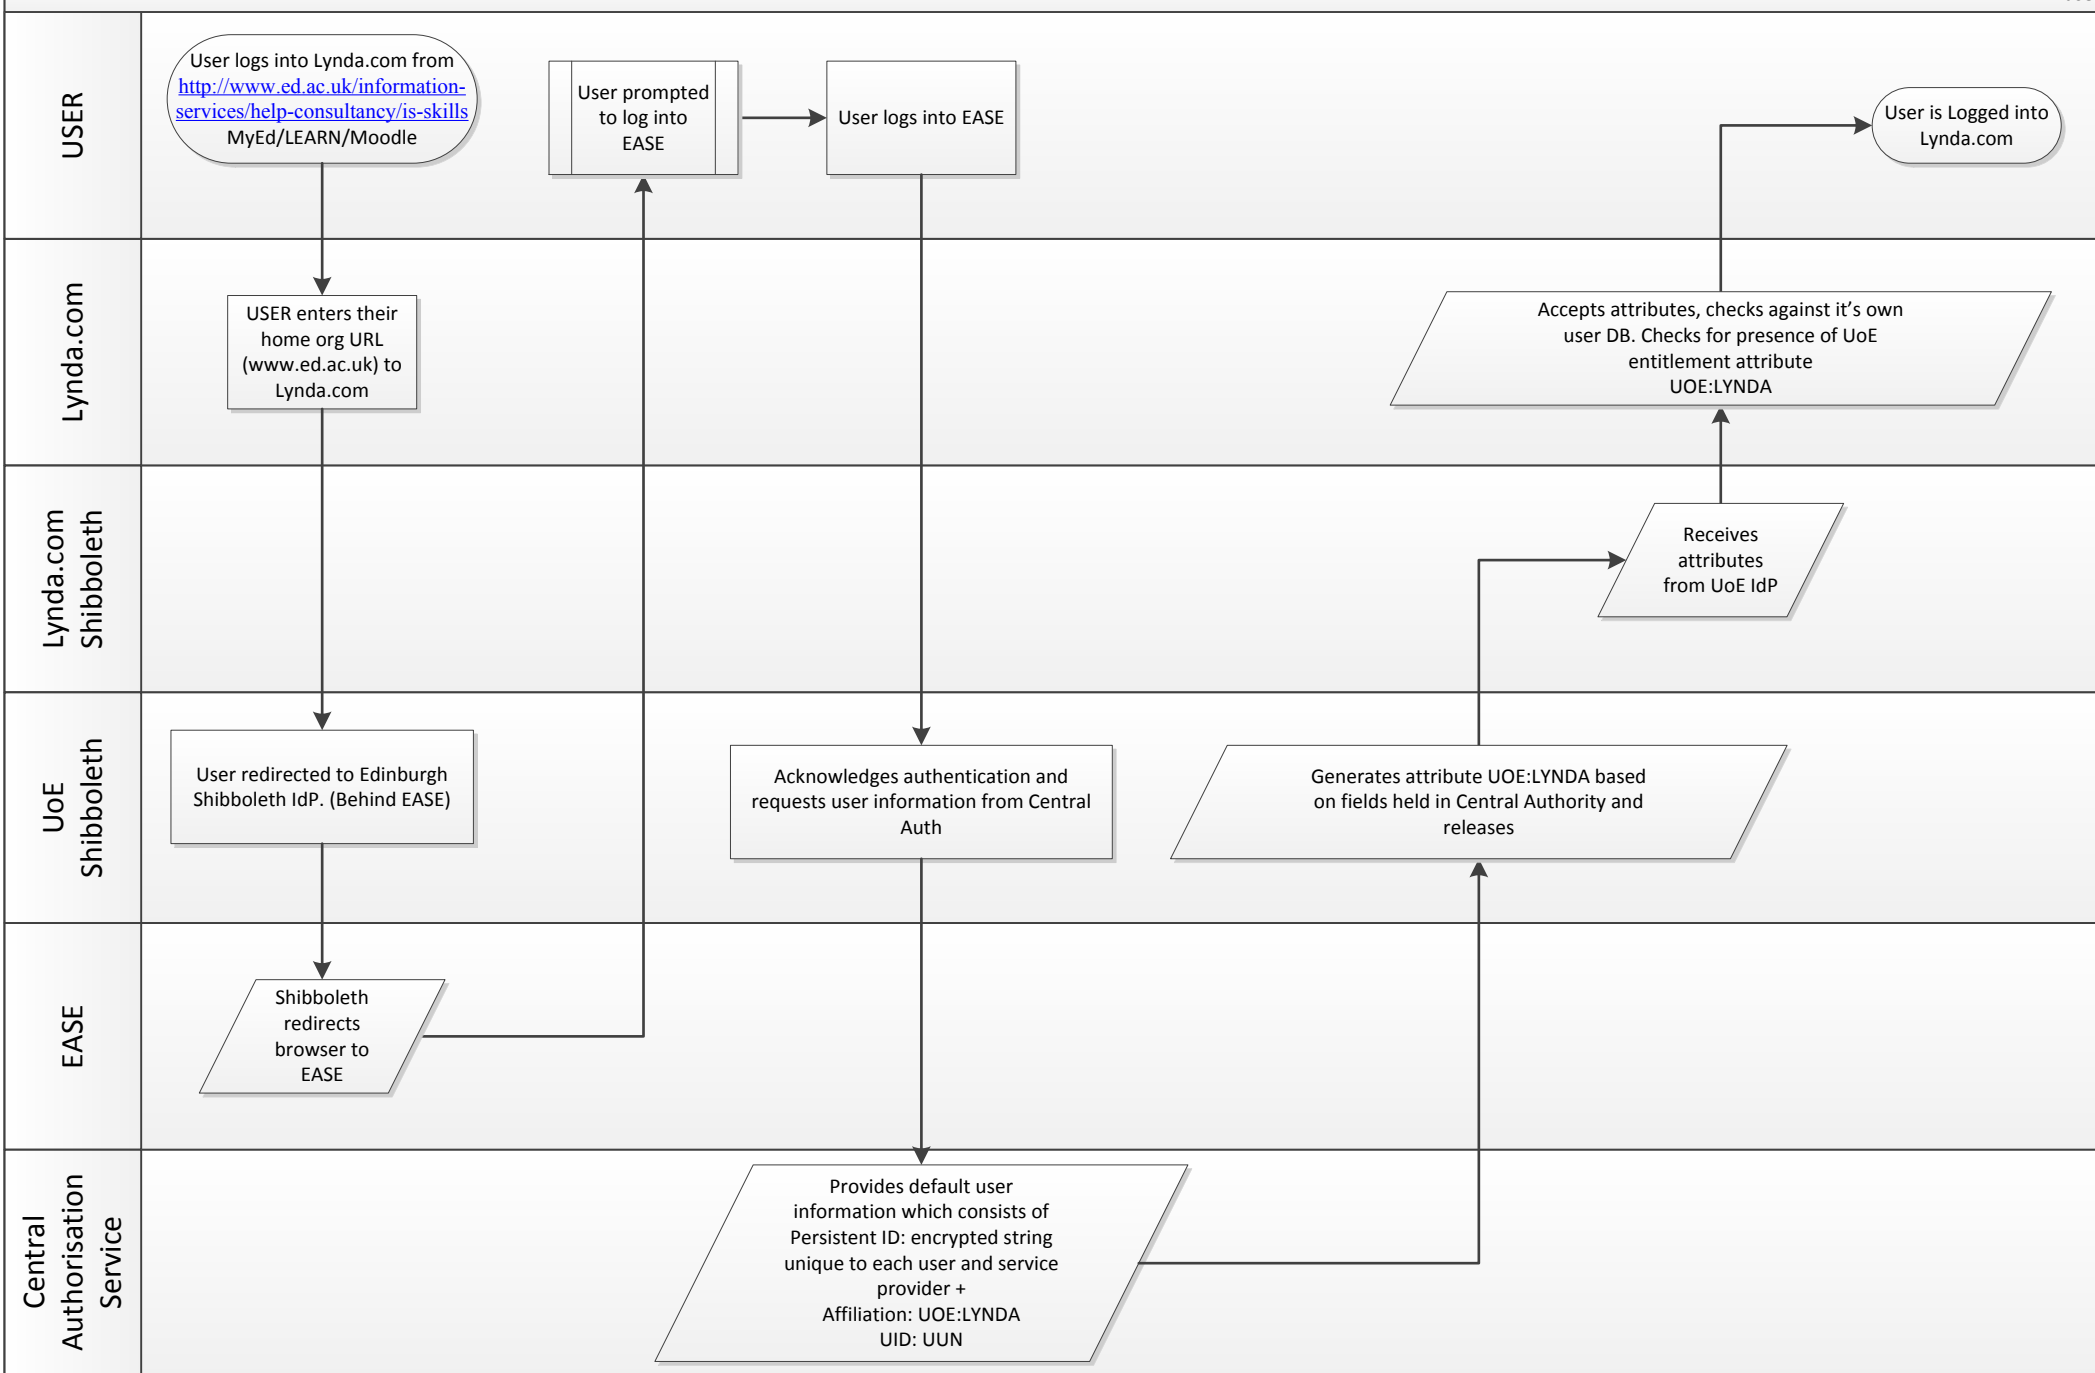 USER
User logs into Lynda.com from
http://www.ed.ac.uk/information-
services/help-consultancy/is-skills
MyEd/LEARN/Moodle
User prompted
to log into
EASE
User logs into EASE
User is Logged into
Lynda.com
Lynda.com
USER enters their
home org URL
(www.ed.ac.uk) to
Lynda.com
Accepts attributes, checks against it’s own
user DB. Checks for presence of UoE
entitlement attribute
UOE:LYNDA
Lynda.com
Shibboleth
Receives
attributes
from UoE IdP
UoE
Shibboleth
User redirected to Edinburgh
Shibboleth IdP. (Behind EASE)
Acknowledges authentication and
requests user information from Central
Auth
Generates attribute UOE:LYNDA based
on fields held in Central Authority and
releases
EASE
Shibboleth
redirects
browser to
EASE
Central
Authorisation
Service
Provides default user
information which consists of
Persistent ID: encrypted string
unique to each user and service
provider +
Affiliation: UOE:LYNDA
UID: UUN